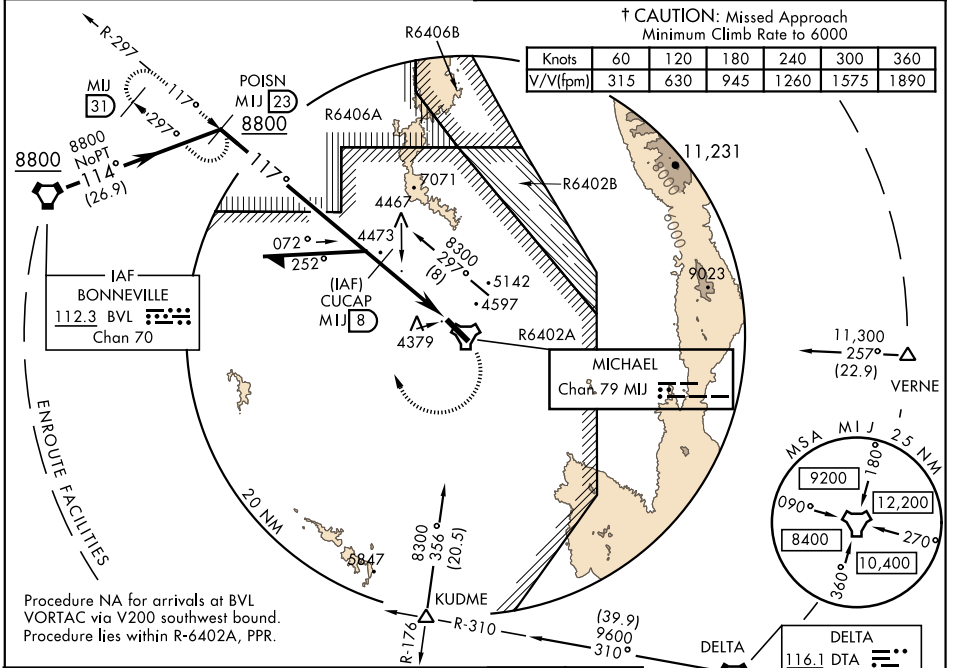 † CAUTION: Missed Approach
Minimum Climb Rate to 6000
Knots 60 120 180 240 300 360
V/V(fpm) 315 630 945 1260 1575 1890
R-297
R6406B
MIJ
31
117°
POISN
MIJ 23
8800
297°
R6406A
8800
8800
NoPT
114°
(26.9)
117°
11,231
8000
7071
R6402B
4467
6000
072°
252°
4473
8300
297°
(8)
9023
5142
4597
(IAF)
CUCAP
MIJ 8
IAF
BONNEVILLE
112.3 BVL
Chan 70
4379
R6402A
11,300
257°
(22.9)
VERNE
MICHAEL
Chan 79 MIJ
ENROUTE FACILITIES
MSA MIJ 25 NM
180°
9200
090°
12,200
8400
270°
10,400
360°
20 NM
8300
356°
(20.5)
5847
KUDME
R-310
(39.9)
9600
310°
R-176
Procedure NA for arrivals at BVL
VORTAC via V200 southwest bound.
Procedure lies within R-6402A, PPR.
DELTA
DELTA
116.1 DTA